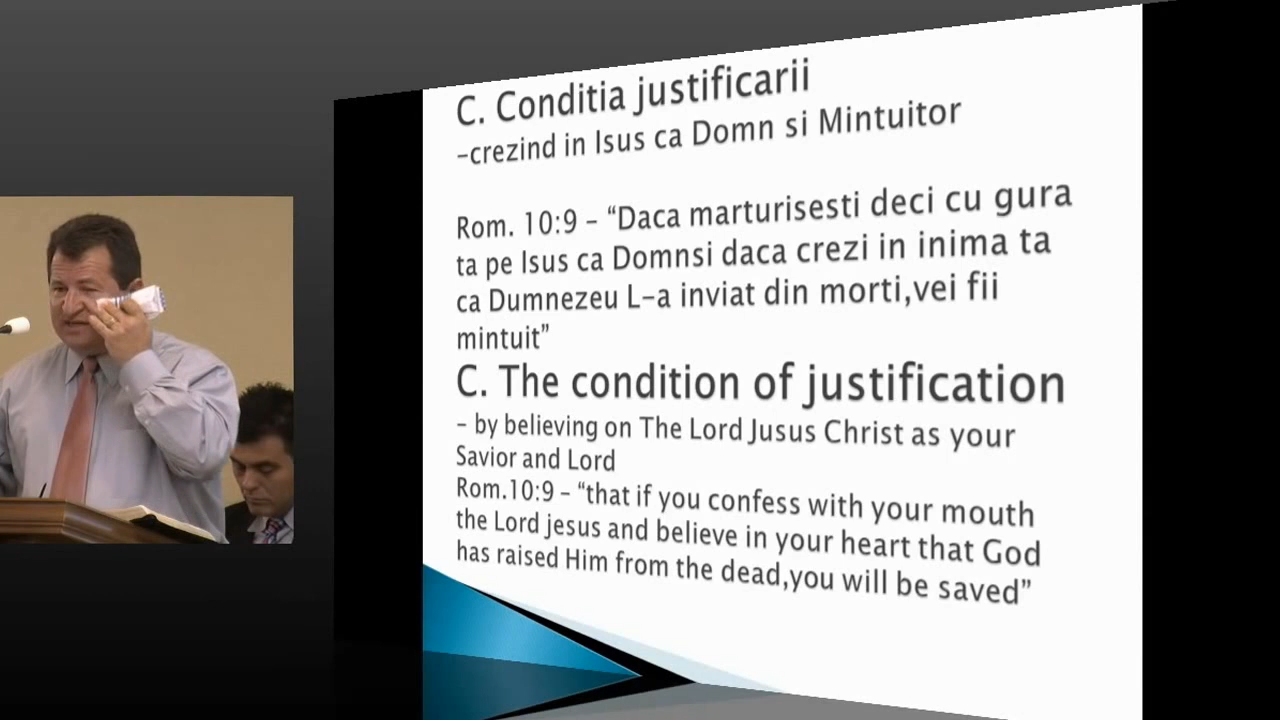 C. Conditia justificarii
-crezind in Isus ca Domn si Mintuitor
Rom. 10:9 - “Daca marturisesti deci cu gura
ta pe Isus ca Domnsi daca crezi in inima ta
ca Dumnezeu L-a inviat din morti,vei fii
mintuit”
C. The condition of justification
- by believing on The Lord Jusus Christ as your
Savior and Lord
Rom.10:9 - “that if you confess with your mouth
the Lord jesus and believe in your heart that God
has raised Him from the dead,you will be saved”